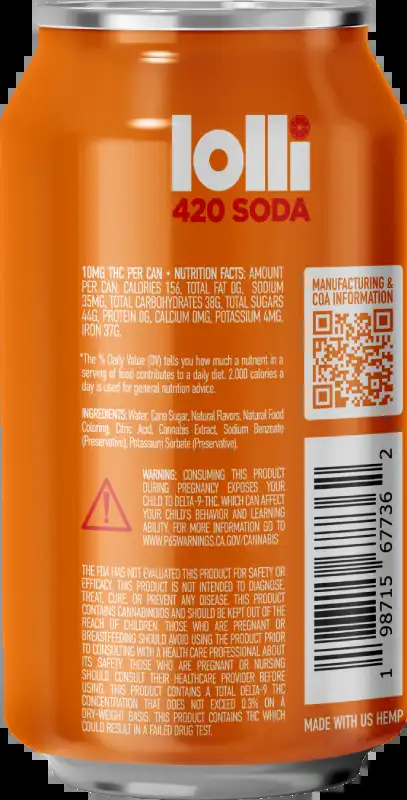 lolli
420 SODA
10MG THC PER CAN • NUTRITION FACTS: AMOUNT
PER CAN: CALORIES 156, TOTAL FAT 0G, SODIUM
35MG, TOTAL CARBOHYDRATES 38G, TOTAL SUGARS
44G, PROTEIN 0G, CALCIUM 0MG, POTASSIUM 4MG,
IRON 37G.
*The % Daily Value (DV) tells you how much a nutrient in a
serving of food contributes to a daily diet. 2,000 calories a
day is used for general nutrition advice.
INGREDIENTS: Water, Cane Sugar, Natural Flavors, Natural Food
Coloring, Citric Acid, Cannabis Extract, Sodium Benzoate
(Preservative), Potassium Sorbate (Preservative),
WARNING: CONSUMING THIS PRODUCT
DURING PREGNANCY EXPOSES YOUR
CHILD TO DELTA-9-THC, WHICH CAN AFFECT
YOUR CHILD'S BEHAVIOR AND LEARNING
ABILITY. FOR MORE INFORMATION GO TO
WWW.P65WARNINGS.CA.GOV/CANNABIS
THE FDA HAS NOT EVALUATED THIS PRODUCT FOR SAFETY OR
EFFICACY. THIS PRODUCT IS NOT INTENDED TO DIAGNOSE,
TREAT, CURE, OR PREVENT ANY DISEASE. THIS PRODUCT
CONTAINS CANNABINOIDS AND SHOULD BE KEPT OUT OF THE
REACH OF CHILDREN. THOSE WHO ARE PREGNANT OR
BREASTFEEDING SHOULD AVOID USING THE PRODUCT PRIOR
TO CONSULTING WITH A HEALTH CARE PROFESSIONAL ABOUT
ITS SAFETY. THOSE WHO ARE PREGNANT OR NURSING
SHOULD CONSULT THEIR HEALTHCARE PROVIDER BEFORE
USING. THIS PRODUCT CONTAINS A TOTAL DELTA-9 THC
CONCENTRATION THAT DOES NOT EXCEED 0.3% ON A
DRY-WEIGHT BASIS. THIS PRODUCT CONTAINS THC WHICH
COULD RESULT IN A FAILED DRUG TEST.
MANUFACTURING &
COA INFORMATION
1 98715 67736 2
MADE WITH US HEMP